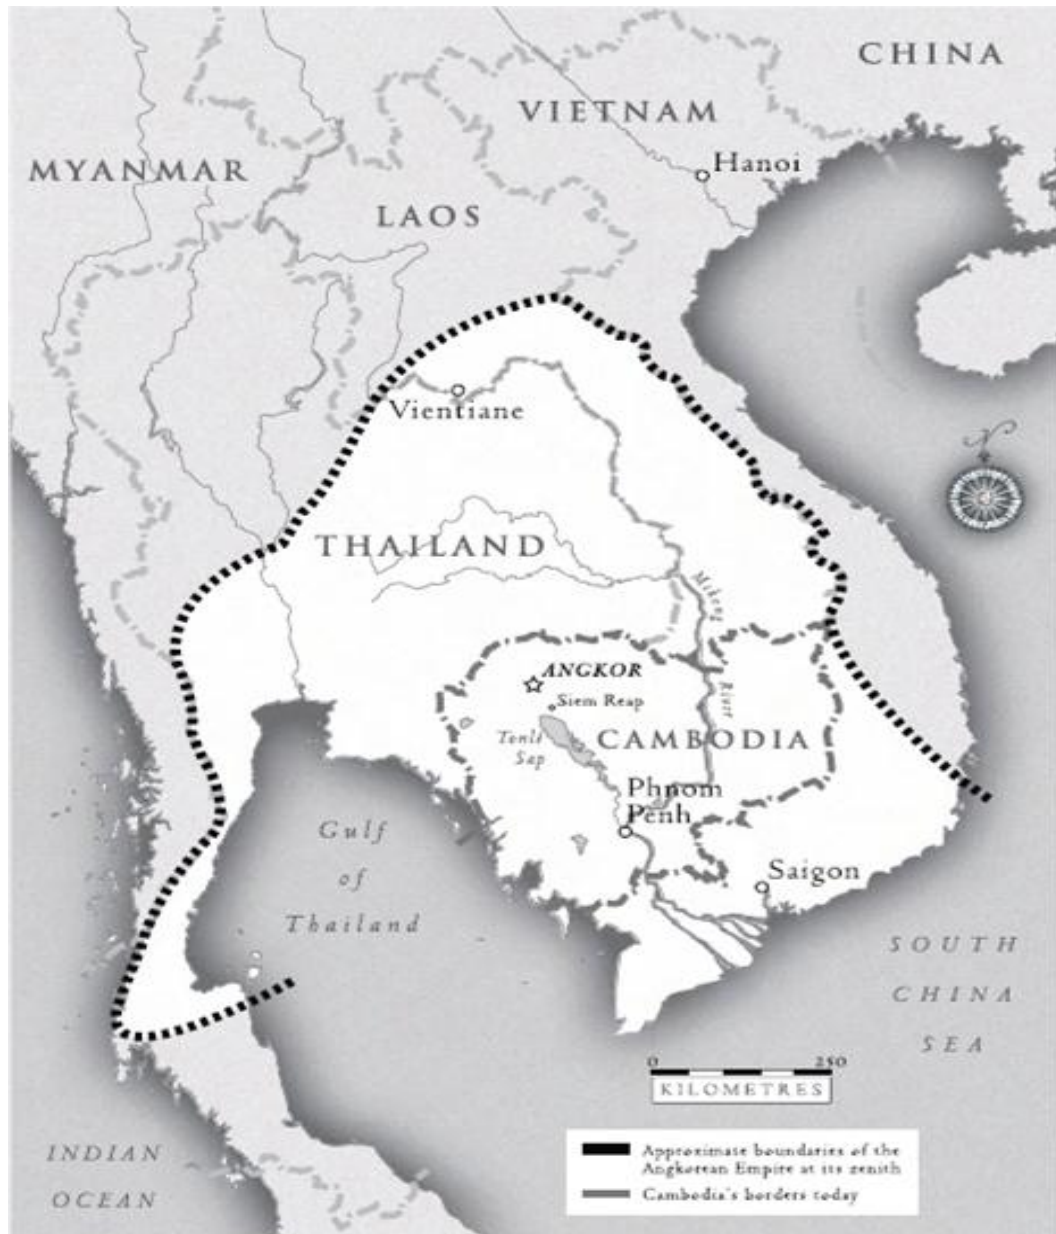 CHINA
VIETNAM
Hanoi
MYANMAR
LAOS
Vientiane
THAILAND
Mekong
River
ANGKOR
Siem Reap
Tonlé
Sap
CAMBODIA
Phnom
Penh
Gulf
of
Thailand
Saigon
SOUTH
CHINA
SEA
0 250
KILOMETRES
INDIAN
OCEAN
Approximate boundaries of the
Angkorean Empire at its zenith
Cambodia's borders today